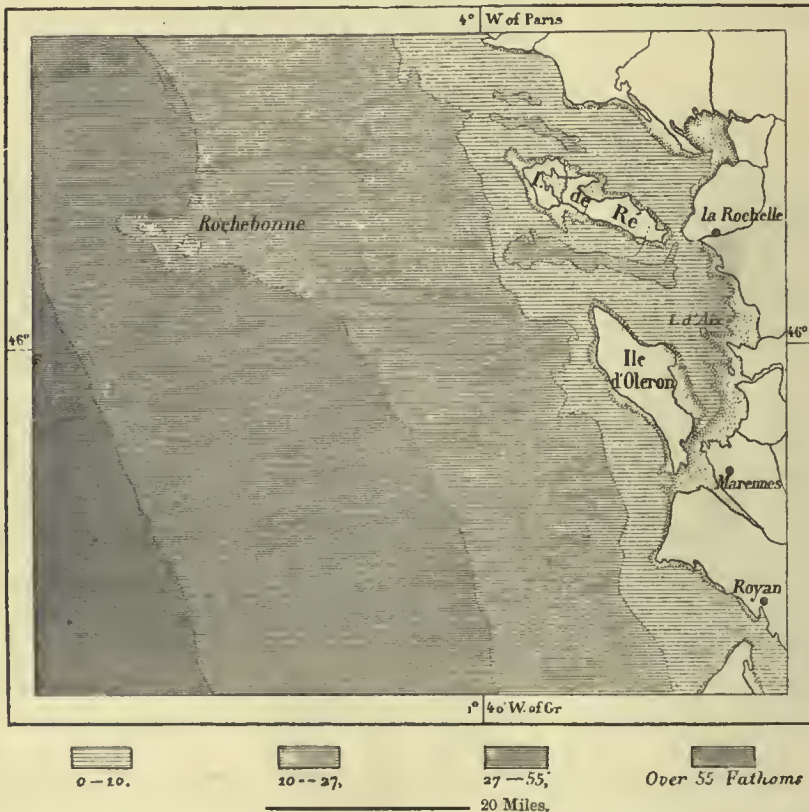 4° W of Paris
I. de Ré
la Rochelle
Rochebonne
I. d'Aix
46° 46°
Ile
d'Oleron
Marennes
Royan
1° 40' W. of Gr
0—10. 10--27. 27—55. Over 55 Fathoms
20 Miles.